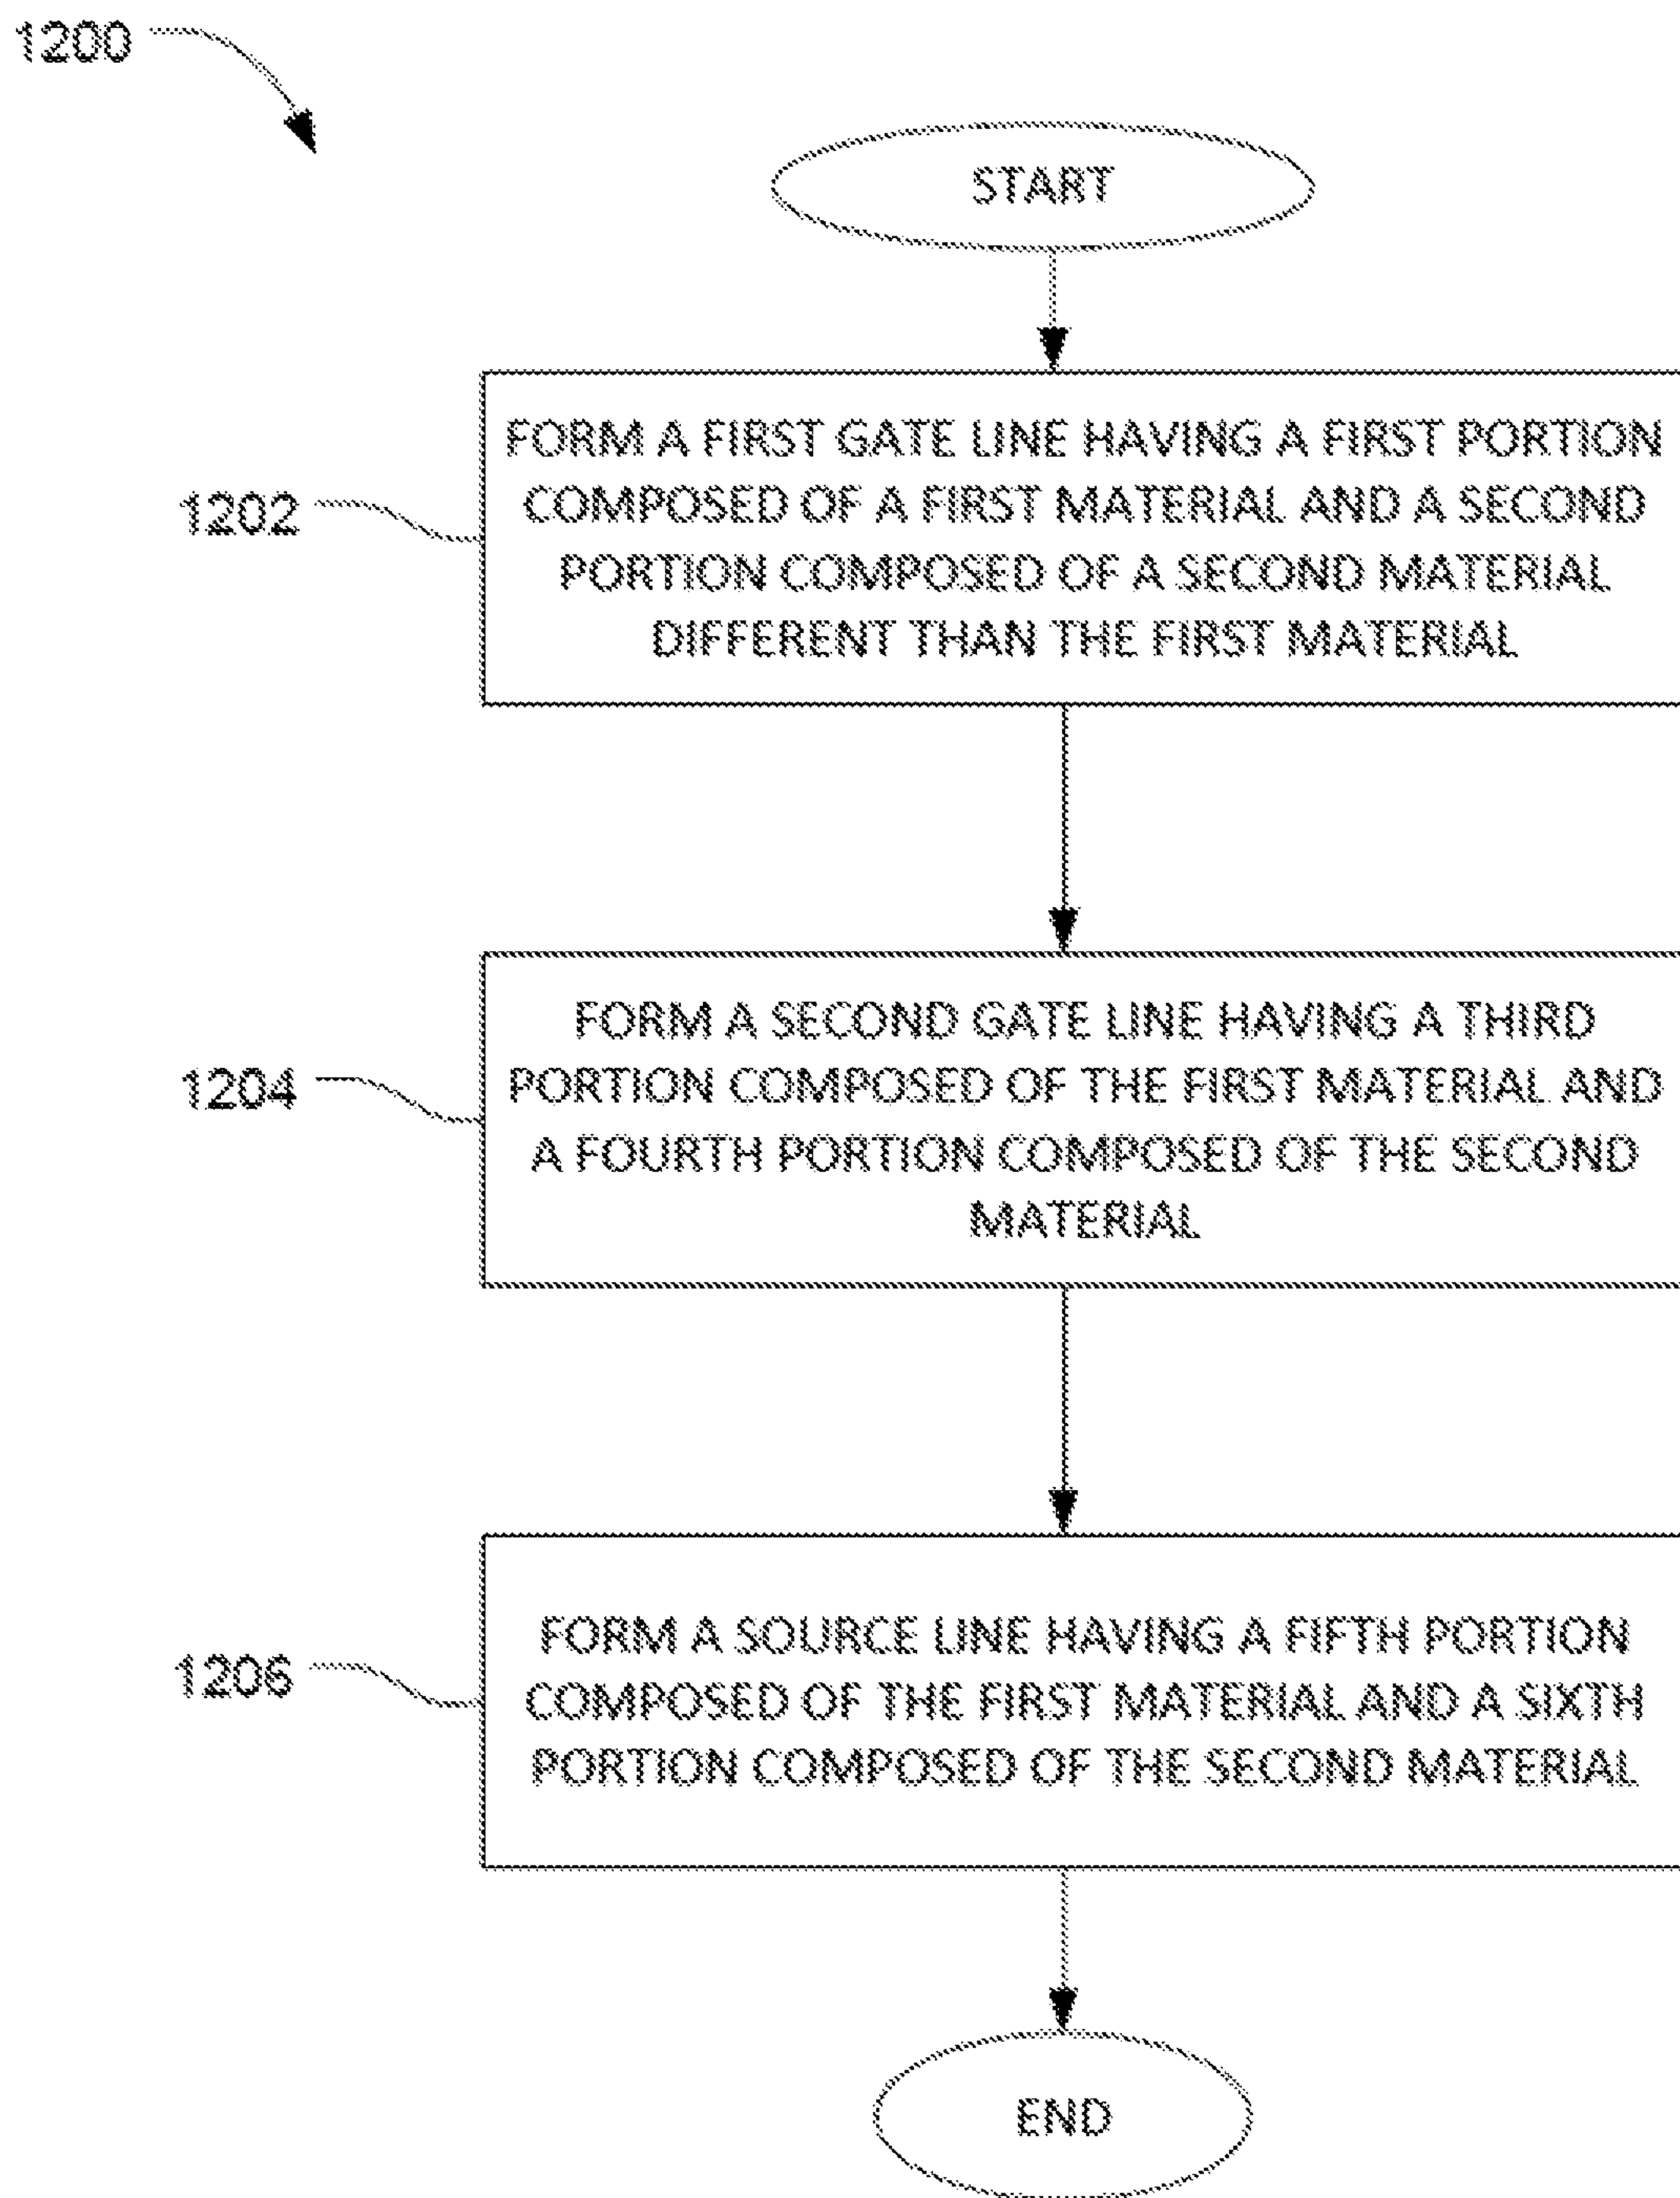 1200
START
1202
FORM A FIRST GATE LINE HAVING A FIRST PORTION
COMPOSED OF A FIRST MATERIAL AND A SECOND
PORTION COMPOSED OF A SECOND MATERIAL
DIFFERENT THAN THE FIRST MATERIAL
1204
FORM A SECOND GATE LINE HAVING A THIRD
PORTION COMPOSED OF THE FIRST MATERIAL AND
A FOURTH PORTION COMPOSED OF THE SECOND
MATERIAL
1206
FORM A SOURCE LINE HAVING A FIFTH PORTION
COMPOSED OF THE FIRST MATERIAL AND A SIXTH
PORTION COMPOSED OF THE SECOND MATERIAL
END